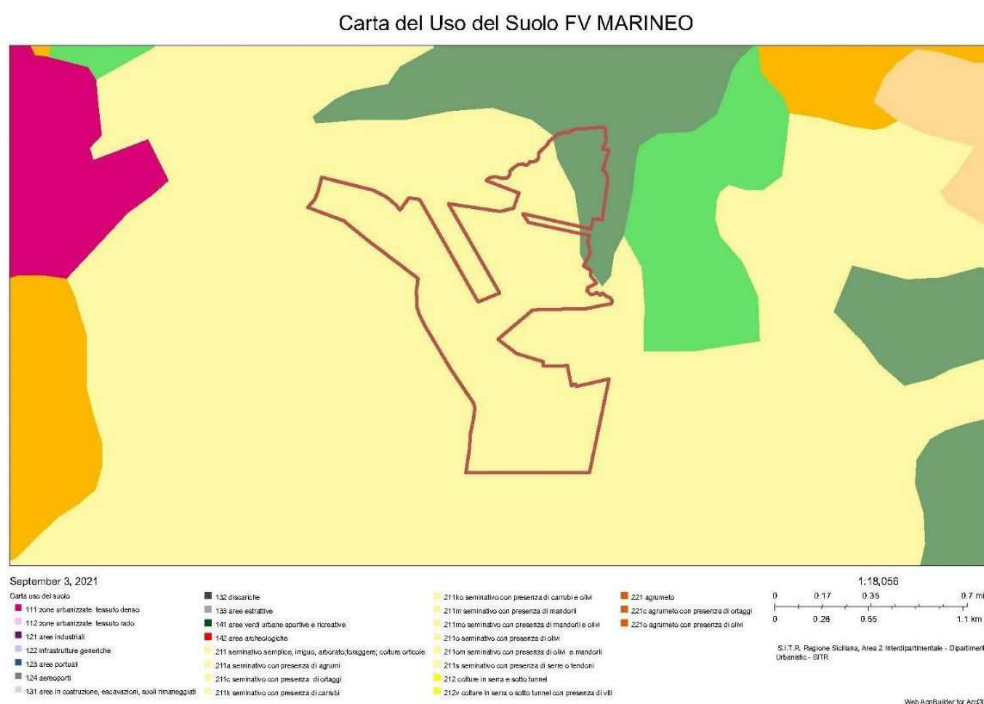 Carta del Uso del Suolo FV MARINEO
September 3, 2021
Carta uso del suolo
111 zone urbanizzate tessuto denso
112 zone urbanizzate tessuto rado
121 aree industriali
122 infrastrutture generiche
123 aree portuali
124 aereoporti
131 aree in costruzione, escavazioni, suoli rimaneggiati
132 discariche
133 aree estrattive
141 aree verdi urbane sportive e ricreative
142 aree archeologiche
211 seminativo semplice, irriguo, arborato,foraggere; colture orticole
211a seminativo con presenza di agrumi
211c seminativo con presenza di ortaggi
211k seminativo con presenza di carrubi
211ko seminativo con presenza di carrubi e olivi
211m seminativo con presenza di mandorli
211mo seminativo con presenza di mandorli e olivi
211o seminativo con presenza di olivi
211om seminativo con presenza di olivi e mandorli
211s seminativo con presenza di serre o tendoni
212 colture in serra e sotto tunnel
212v colture in serra o sotto tunnel con presenza di viti
221 agrumeto
221c agrumeto con presenza di ortaggi
221o agrumeto con presenza di olivi
1:18,056
0 0.17 0.35 0.7 mi
0 0.28 0.55 1.1 km
S.I.T.R. Regione Siciliana, Area 2 Interdipartimentale - Dipartiment
Urbanistic - SITR
Web AppBuilder for ArcGI